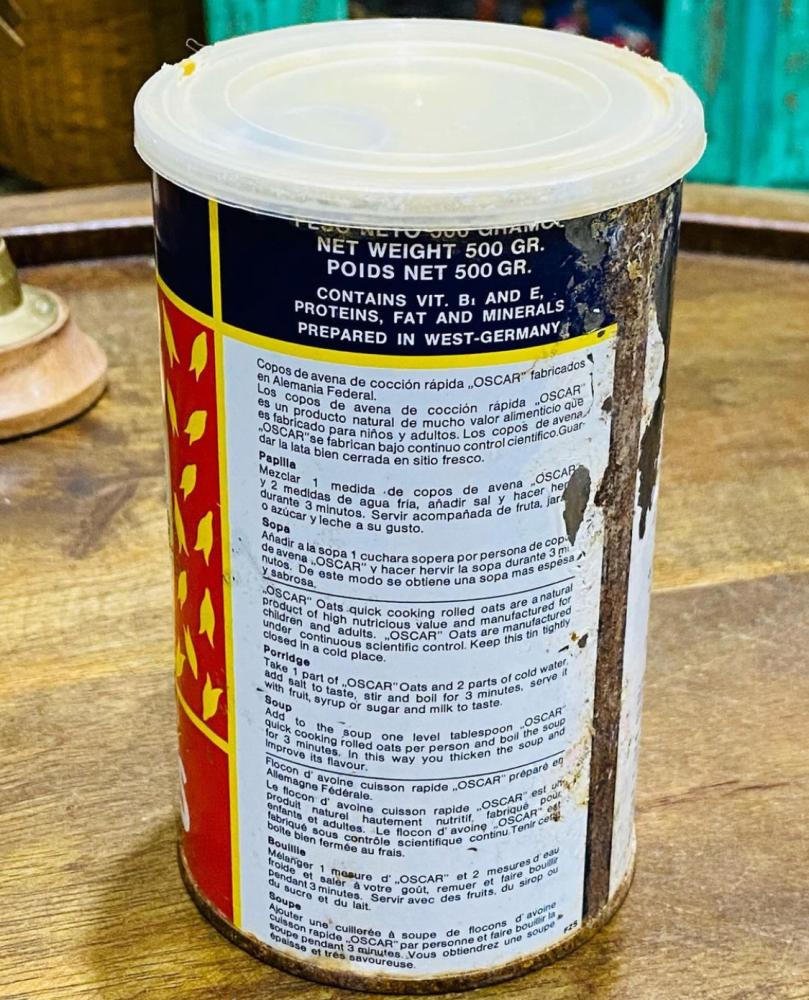 PESO NETO 500 GRAMOS
NET WEIGHT 500 GR.
POIDS NET 500 GR.
CONTAINS VIT. B1 AND E,
PROTEINS, FAT AND MINERALS
PREPARED IN WEST-GERMANY
Copos de avena de cocción rápida „OSCAR" fabricados
en Alemania Federal.
Los copos de avena de cocción rápida „OSCAR"
es un producto natural de mucho valor alimenticio que
es fabricado para niños y adultos. Los copos de avena
„OSCAR"se fabrican bajo continuo control científico.Guar-
dar la lata bien cerrada en sitio fresco.
Papilla
Mezclar 1 medida de copos de avena „OSCAR"
y 2 medidas de agua fría, añadir sal y hacer
durante 3 minutos. Servir acompañada de fruta,
o azúcar y leche a su gusto.
Sopa
Añadir a la sopa 1 cuchara sopera por persona de
de avena „OSCAR" y hacer hervir la sopa durante 3 mi-
nutos. De este modo se obtiene una sopa mas espesa
y sabrosa.
„OSCAR" Oats quick cooking rolled oats are a natural
product of high nutricious value and manufactured for
children and adults. „OSCAR" Oats are manufactured
under continuous scientific control. Keep this tin tightly
closed in a cold place.
Porridge
Take 1 part of „OSCAR"Oats and 2 parts of cold water,
add salt to taste, stir and boil for 3 minutes. serve it
with fruit, syrup or sugar and milk to taste.
Soup
Add to the soup one level tablespoon „OSCAR"
quick cooking rolled oats per person and boil the soup
for 3 minutes. In this way you thicken the soup and
improve its flavour.
Flocon d' avoine cuisson rapide „OSCAR" préparé en
Allemagne Fédérale.
Le flocon d' avoine cuisson rapide „OSCAR" est un
produit naturel hautement nutritif, fabriqué pour
enfants et adultes. Le flocon d' avoine „OSCAR" est
fabriqué sous contrôle scientifique continu.Tenir cette
boîte bien fermée au frais.
Bouillie
Mélanger 1 mesure d' „OSCAR" et 2 mesures d' eau
froide et saler à votre goût, remuer et faire bouillir
pendant 3 minutes. Servir avec des fruits, du sirop ou
du sucre et du lait.
Soupe
Ajouter une cuillerée à soupe de flocons d' avoine
cuisson rapide „OSCAR" par personne et faire bouillir la
soupe pendant 3 minutes. Vous obtiendrez une soupe
épaisse et très savoureuse.
FZS
S